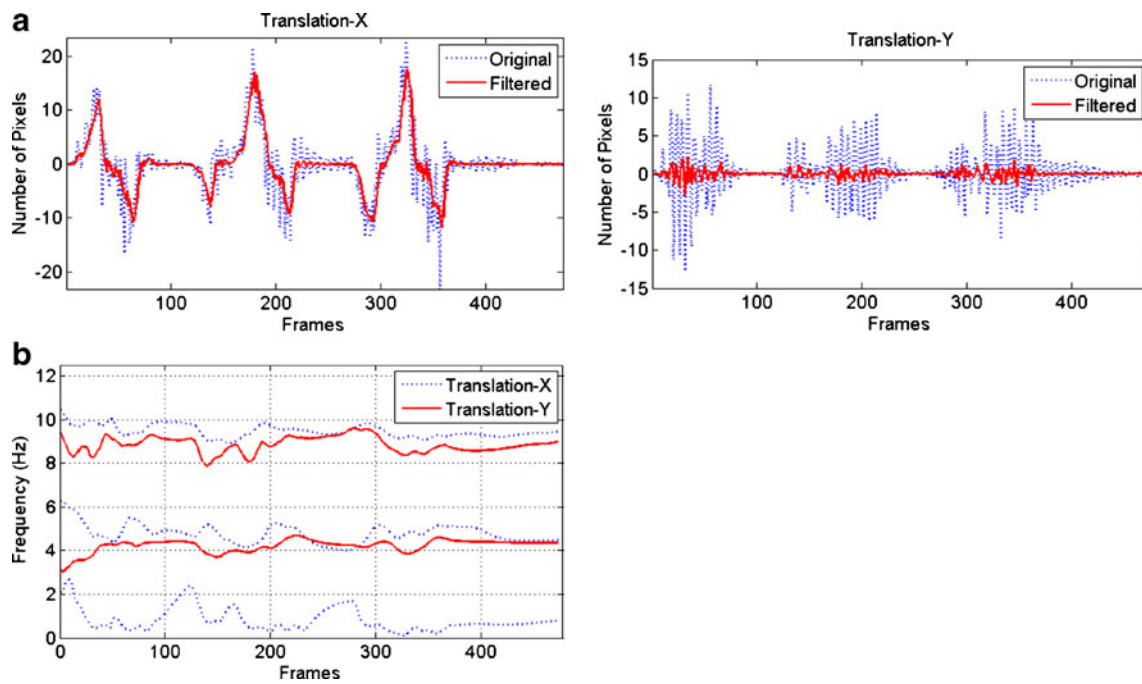 a
Translation-X
20
10
0
-10
-20
Number of Pixels
Original
Filtered
100
200
300
400
Frames
Translation-Y
15
10
5
0
-5
-10
-15
Number of Pixels
Original
Filtered
100
200
300
400
Frames
b
12
10
8
6
4
2
0
Frequency (Hz)
Translation-X
Translation-Y
0
100
200
300
400
Frames